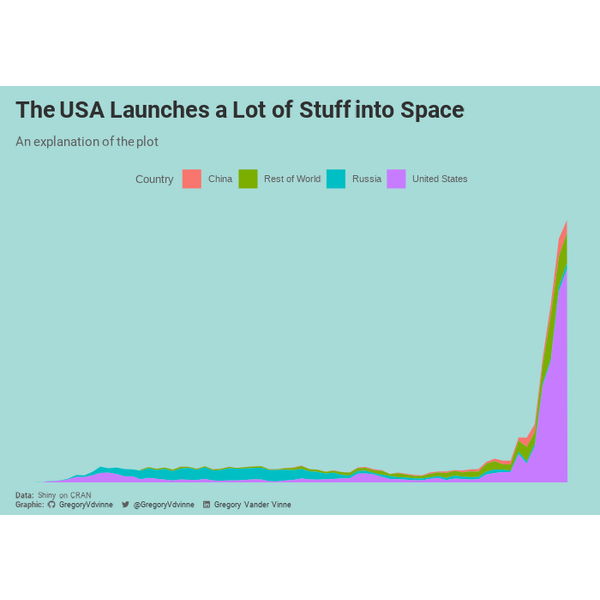 The USA Launches a Lot of Stuff into Space
An explanation of the plot
Country China Rest of World Russia United States
Data: Shiny on CRAN
Graphic: GregoryVdvinne @GregoryVdvinne Gregory Vander Vinne